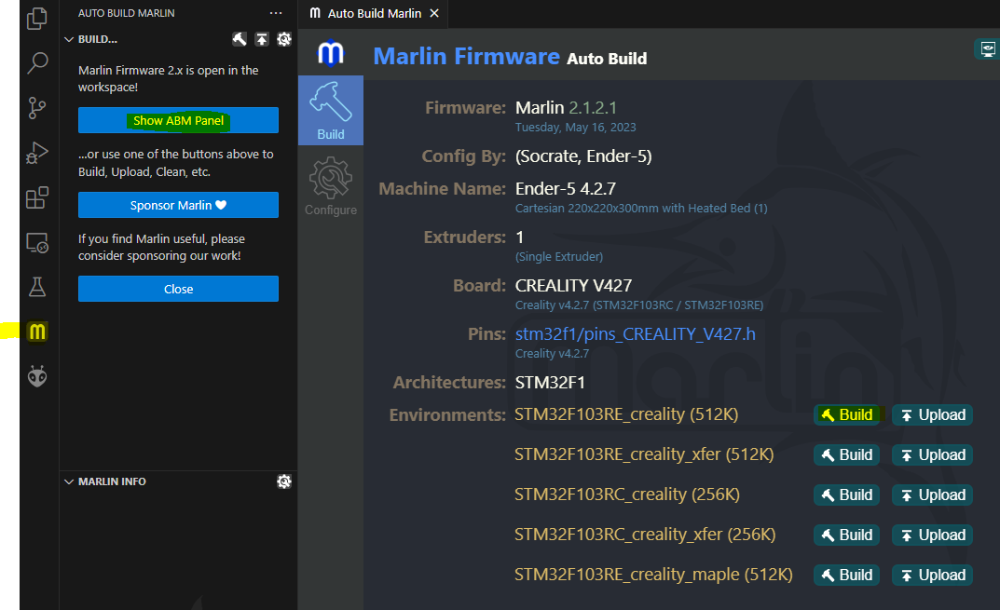 AUTO BUILD MARLIN
Auto Build Marlin
BUILD...
Marlin Firmware 2.x is open in the
workspace!
Show ABM Panel
...or use one of the buttons above to
Build, Upload, Clean, etc.
Sponsor Marlin
If you find Marlin useful, please
consider sponsoring our work!
Close
MARLIN INFO
Build
Configure
Marlin Firmware Auto Build
Firmware: Marlin 2.1.2.1
Tuesday, May 16, 2023
Config By: (Socrate, Ender-5)
Machine Name: Ender-5 4.2.7
Cartesian 220x220x300mm with Heated Bed (1)
Extruders: 1
(Single Extruder)
Board: CREALITY V427
Creality v4.2.7 (STM32F103RC / STM32F103RE)
Pins: stm32f1/pins_CREALITY_V427.h
Creality v4.2.7
Architectures: STM32F1
Environments: STM32F103RE_creality (512K) Build Upload
STM32F103RE_creality_xfer (512K) Build Upload
STM32F103RC_creality (256K) Build Upload
STM32F103RC_creality_xfer (256K) Build Upload
STM32F103RE_creality_maple (512K) Build Upload
marlin